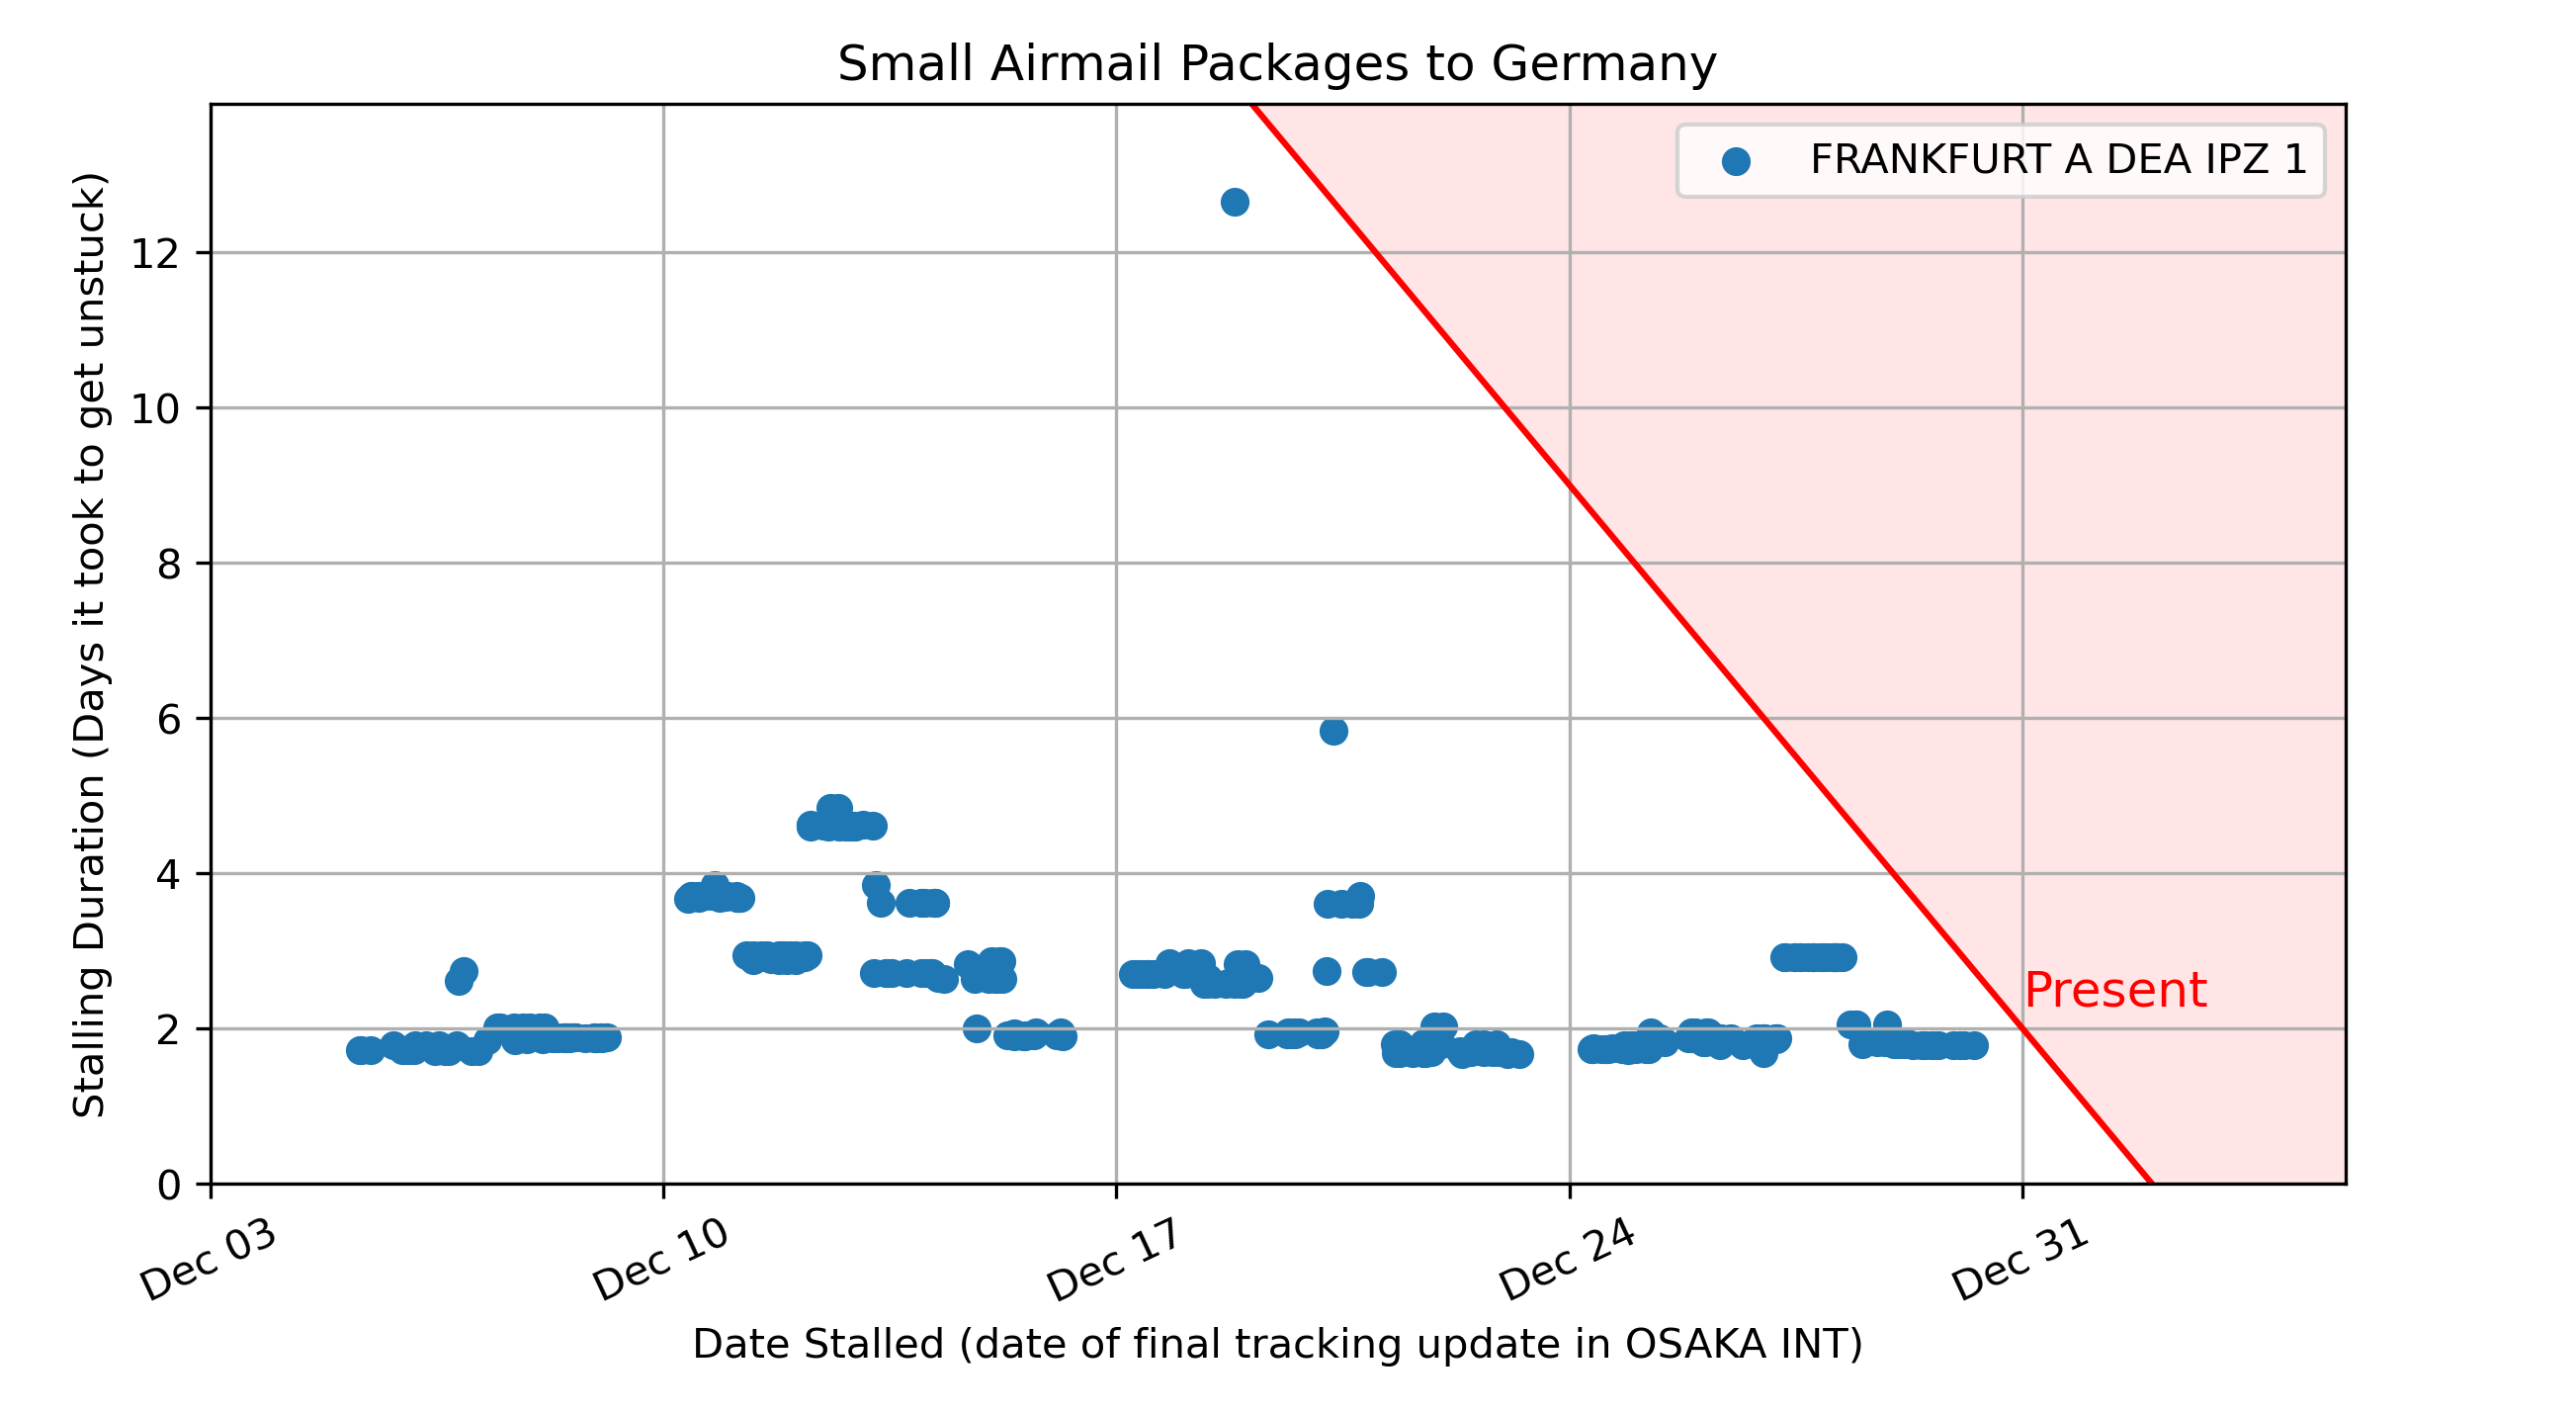 Small Airmail Packages to Germany
FRANKFURT A DEA IPZ 1
Stalling Duration (Days it took to get unstuck)
12
10
8
6
4
2
0
Present
Dec 03
Dec 10
Dec 17
Dec 24
Dec 31
Date Stalled (date of final tracking update in OSAKA INT)